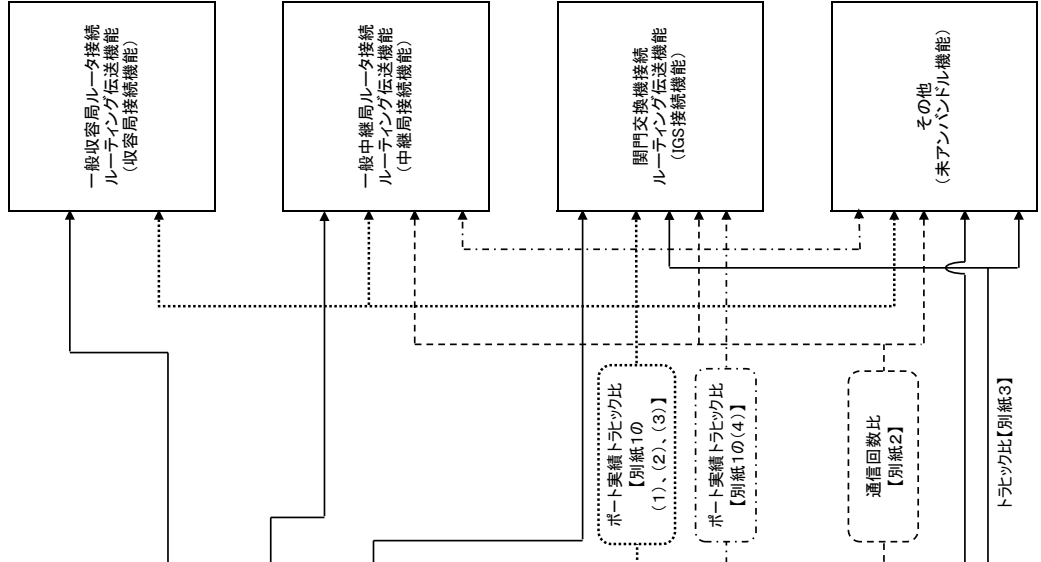 一般収容局ルータ接続
ルーティング伝送機能
（収容局接続機能）
一般中継局ルータ接続
ルーティング伝送機能
（中継局接続機能）
関門交換機接続
ルーティング伝送機能
（IGS接続機能）
その他
（未アンバンドル機能）
ポート実績トラヒック比
【別紙1の
（1）、（2）、（3）】
ポート実績トラヒック比
【別紙1の（4）】
通信回数比
【別紙2】
トラヒック比【別紙3】